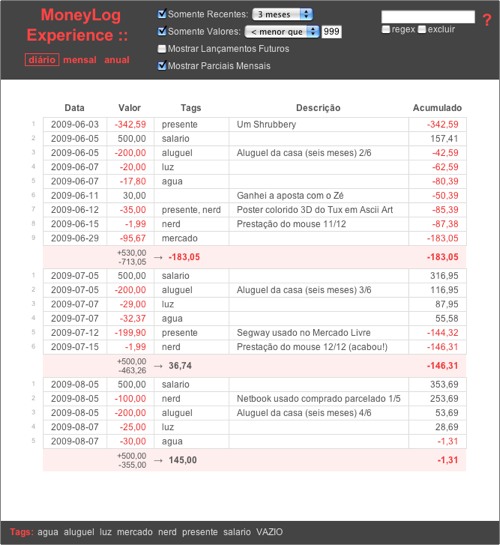 MoneyLog
Experience ::
diário mensal anual
Somente Recentes: 3 meses
Somente Valores: < menor que 999
Mostrar Lançamentos Futuros
Mostrar Parciais Mensais
regex excluir
?
Data Valor Tags Descrição Acumulado
1 2009-06-03 -342,59 presente Um Shrubbery -342,59
2 2009-06-05 500,00 salario 157,41
3 2009-06-05 -200,00 aluguel Aluguel da casa (seis meses) 2/6 -42,59
4 2009-06-07 -20,00 luz -62,59
5 2009-06-07 -17,80 agua -80,39
6 2009-06-11 30,00 Ganhei a aposta com o Zé -50,39
7 2009-06-12 -35,00 presente, nerd Poster colorido 3D do Tux em Ascii Art -85,39
8 2009-06-15 -1,99 nerd Prestação do mouse 11/12 -87,38
9 2009-06-29 -95,67 mercado -183,05
+530,00
-713,05 → -183,05 -183,05
1 2009-07-05 500,00 salario 316,95
2 2009-07-05 -200,00 aluguel Aluguel da casa (seis meses) 3/6 116,95
3 2009-07-07 -29,00 luz 87,95
4 2009-07-07 -32,37 agua 55,58
5 2009-07-12 -199,90 presente Segway usado no Mercado Livre -144,32
6 2009-07-15 -1,99 nerd Prestação do mouse 12/12 (acabou!) -146,31
+500,00
-463,26 → 36,74 -146,31
1 2009-08-05 500,00 salario 353,69
2 2009-08-05 -100,00 nerd Netbook usado comprado parcelado 1/5 253,69
3 2009-08-05 -200,00 aluguel Aluguel da casa (seis meses) 4/6 53,69
4 2009-08-07 -25,00 luz 28,69
5 2009-08-07 -30,00 agua -1,31
+500,00
-355,00 → 145,00 -1,31
Tags: agua aluguel luz mercado nerd presente salario VAZIO